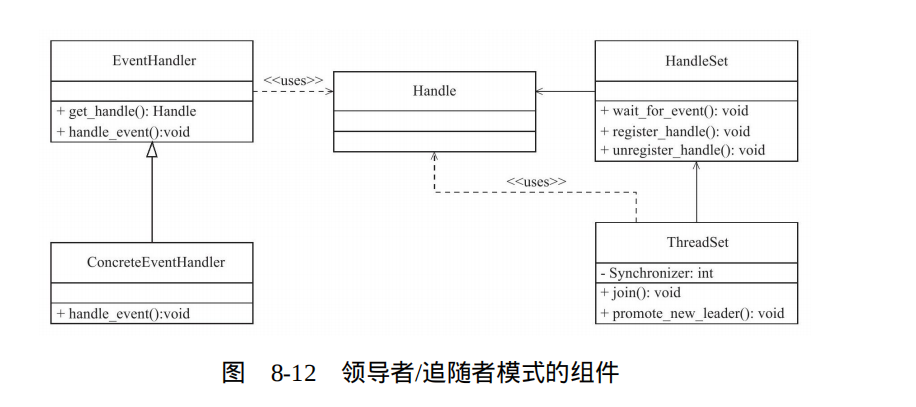 EventHandler
+ get_handle(): Handle
+ handle_event():void
<<uses>>
Handle
HandleSet
+ wait_for_event(): void
+ register_handle(): void
+ unregister_handle(): void
<<uses>>
ConcreteEventHandler
+ handle_event():void
ThreadSet
- Synchronizer: int
+ join(): void
+ promote_new_leader(): void
图 8-12 领导者/追随者模式的组件